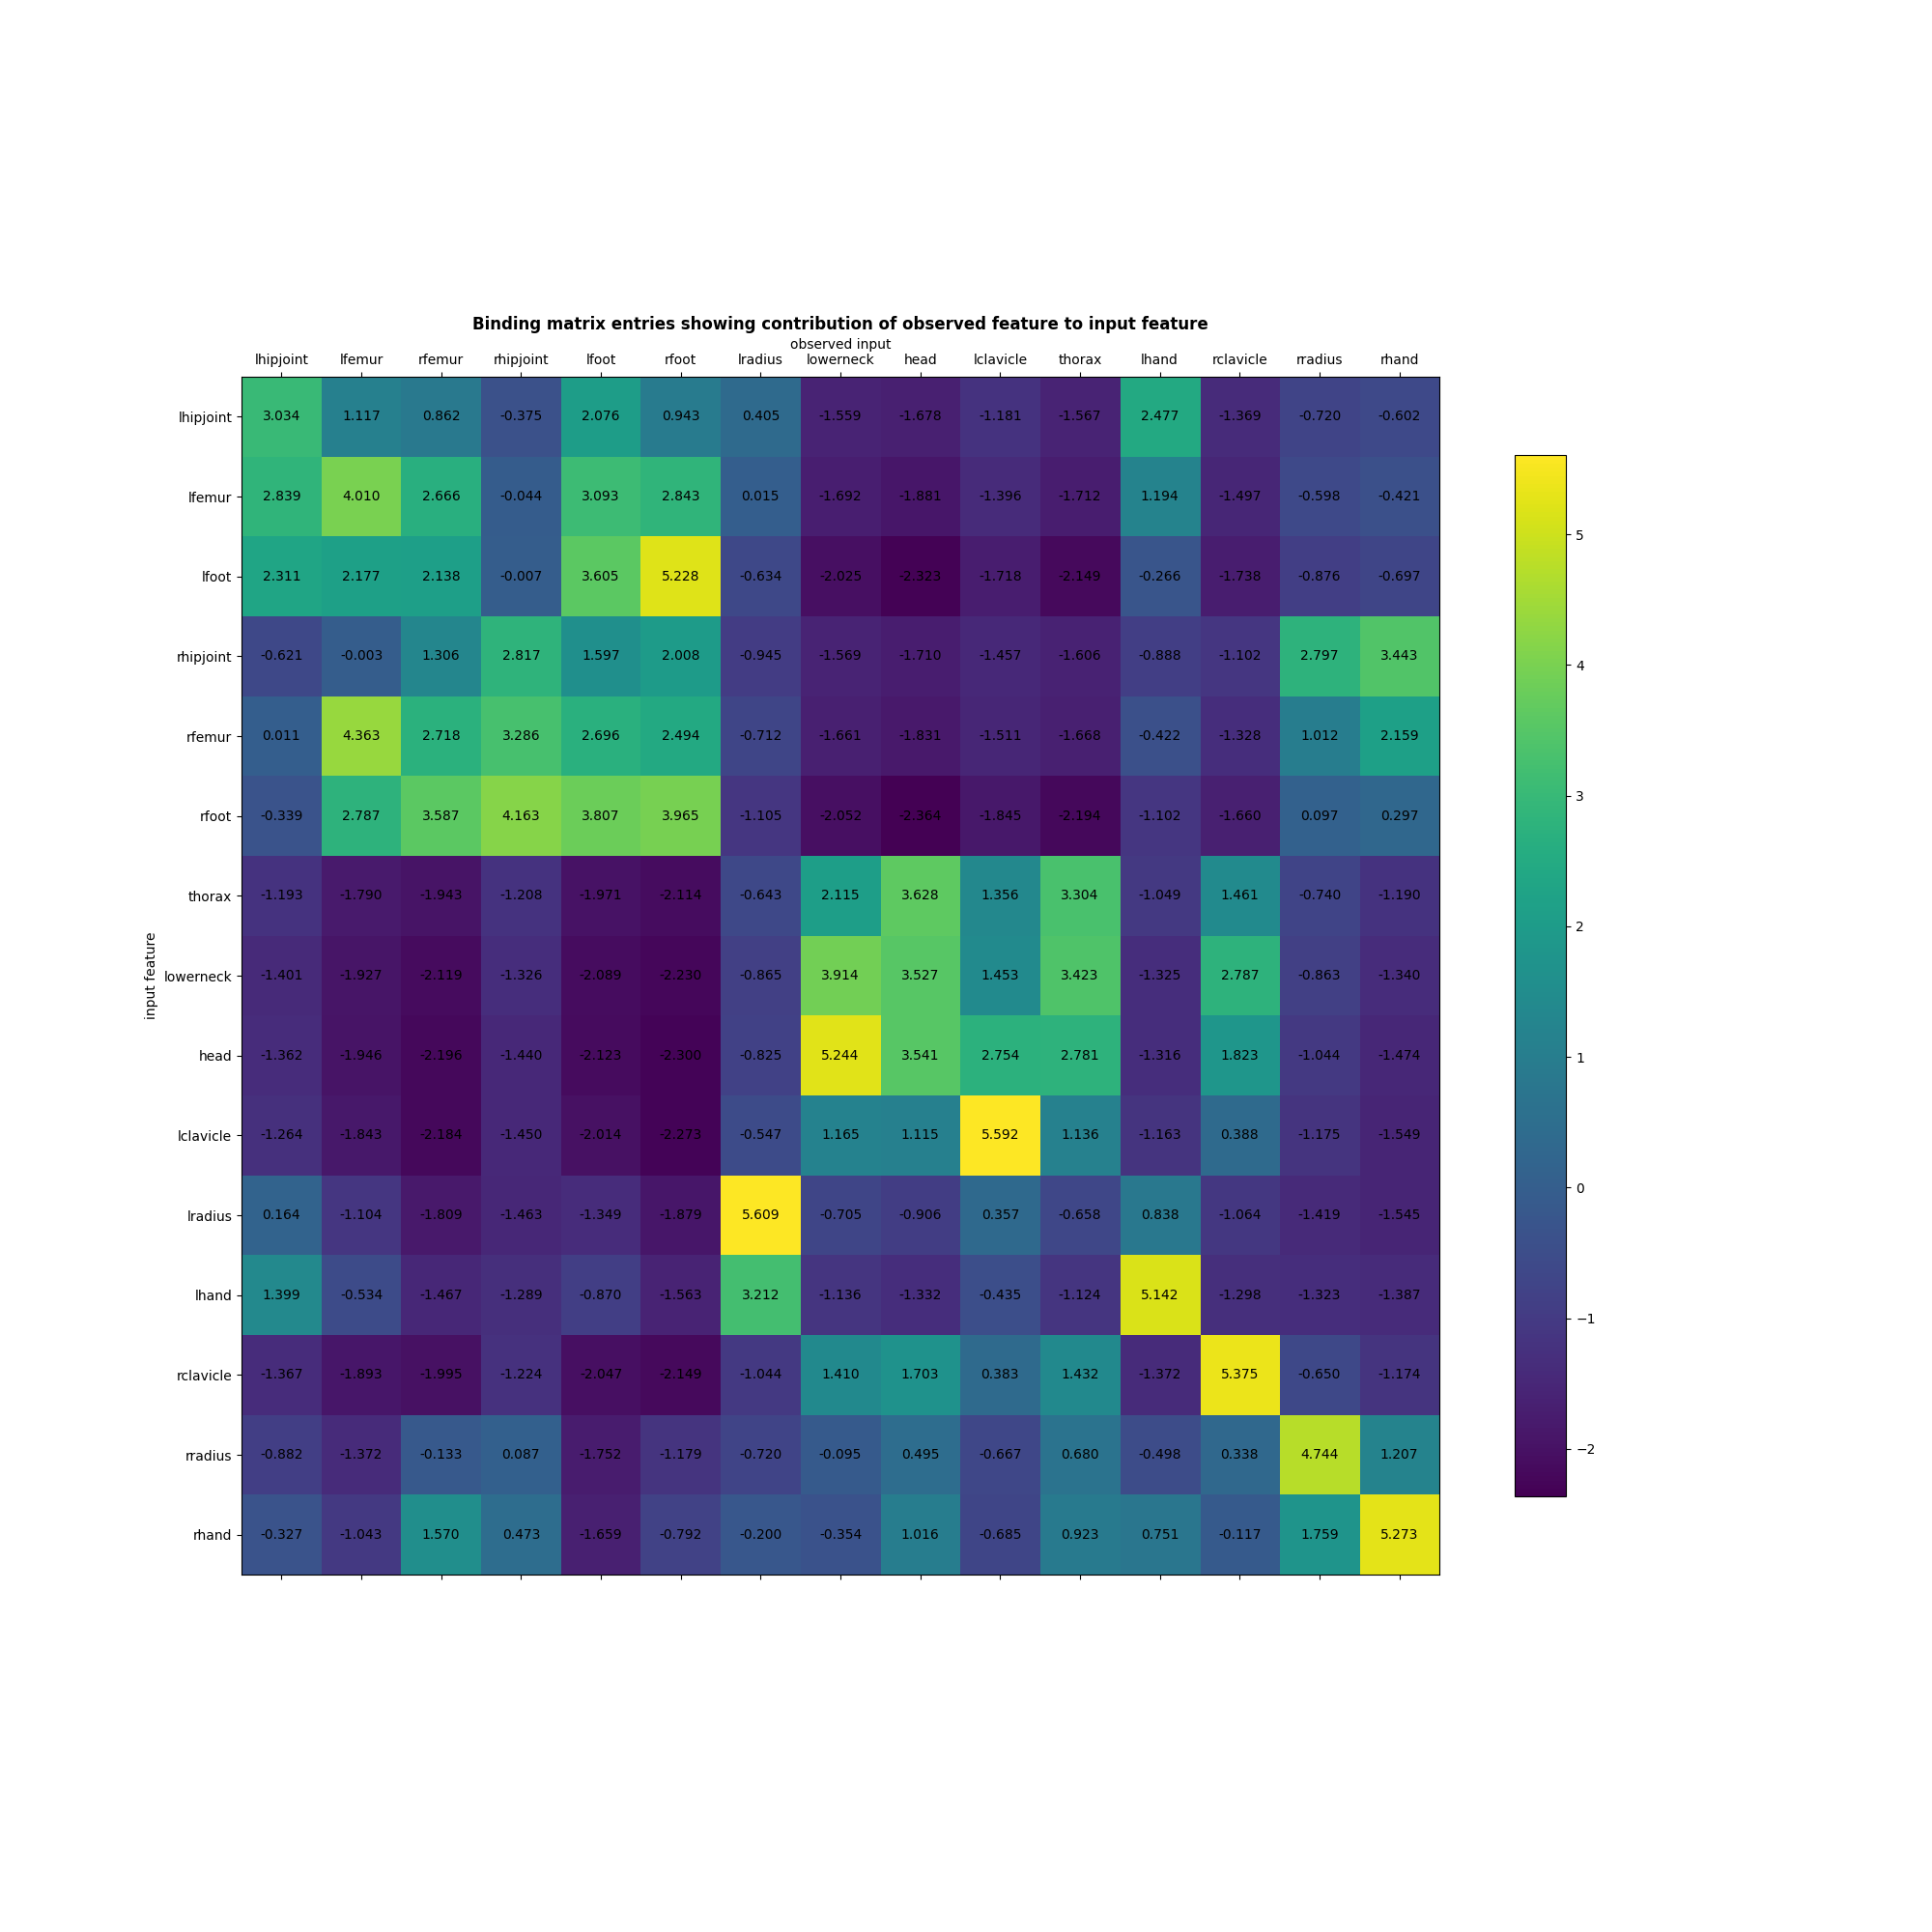 Binding matrix entries showing contribution of observed feature to input feature
observed input
lhipjoint lfemur rfemur rhipjoint lfoot rfoot lradius lowerneck head lclavicle thorax lhand rclavicle rradius rhand
lhipjoint 3.034 1.117 0.862 -0.375 2.076 0.943 0.405 -1.559 -1.678 -1.181 -1.567 2.477 -1.369 -0.720 -0.602
lfemur 2.839 4.010 2.666 -0.044 3.093 2.843 0.015 -1.692 -1.881 -1.396 -1.712 1.194 -1.497 -0.598 -0.421
5
lfoot 2.311 2.177 2.138 -0.007 3.605 5.228 -0.634 -2.025 -2.323 -1.718 -2.149 -0.266 -1.738 -0.876 -0.697
rhipjoint -0.621 -0.003 1.306 2.817 1.597 2.008 -0.945 -1.569 -1.710 -1.457 -1.606 -0.888 -1.102 2.797 3.443
4
rfemur 0.011 4.363 2.718 3.286 2.696 2.494 -0.712 -1.661 -1.831 -1.511 -1.668 -0.422 -1.328 1.012 2.159
3
rfoot -0.339 2.787 3.587 4.163 3.807 3.965 -1.105 -2.052 -2.364 -1.845 -2.194 -1.102 -1.660 0.097 0.297
thorax -1.193 -1.790 -1.943 -1.208 -1.971 -2.114 -0.643 2.115 3.628 1.356 3.304 -1.049 1.461 -0.740 -1.190
2
input feature
lowerneck -1.401 -1.927 -2.119 -1.326 -2.089 -2.230 -0.865 3.914 3.527 1.453 3.423 -1.325 2.787 -0.863 -1.340
head -1.362 -1.946 -2.196 -1.440 -2.123 -2.300 -0.825 5.244 3.541 2.754 2.781 -1.316 1.823 -1.044 -1.474
1
lclavicle -1.264 -1.843 -2.184 -1.450 -2.014 -2.273 -0.547 1.165 1.115 5.592 1.136 -1.163 0.388 -1.175 -1.549
0
lradius 0.164 -1.104 -1.809 -1.463 -1.349 -1.879 5.609 -0.705 -0.906 0.357 -0.658 0.838 -1.064 -1.419 -1.545
lhand 1.399 -0.534 -1.467 -1.289 -0.870 -1.563 3.212 -1.136 -1.332 -0.435 -1.124 5.142 -1.298 -1.323 -1.387
−1
rclavicle -1.367 -1.893 -1.995 -1.224 -2.047 -2.149 -1.044 1.410 1.703 0.383 1.432 -1.372 5.375 -0.650 -1.174
−2
rradius -0.882 -1.372 -0.133 0.087 -1.752 -1.179 -0.720 -0.095 0.495 -0.667 0.680 -0.498 0.338 4.744 1.207
rhand -0.327 -1.043 1.570 0.473 -1.659 -0.792 -0.200 -0.354 1.016 -0.685 0.923 0.751 -0.117 1.759 5.273